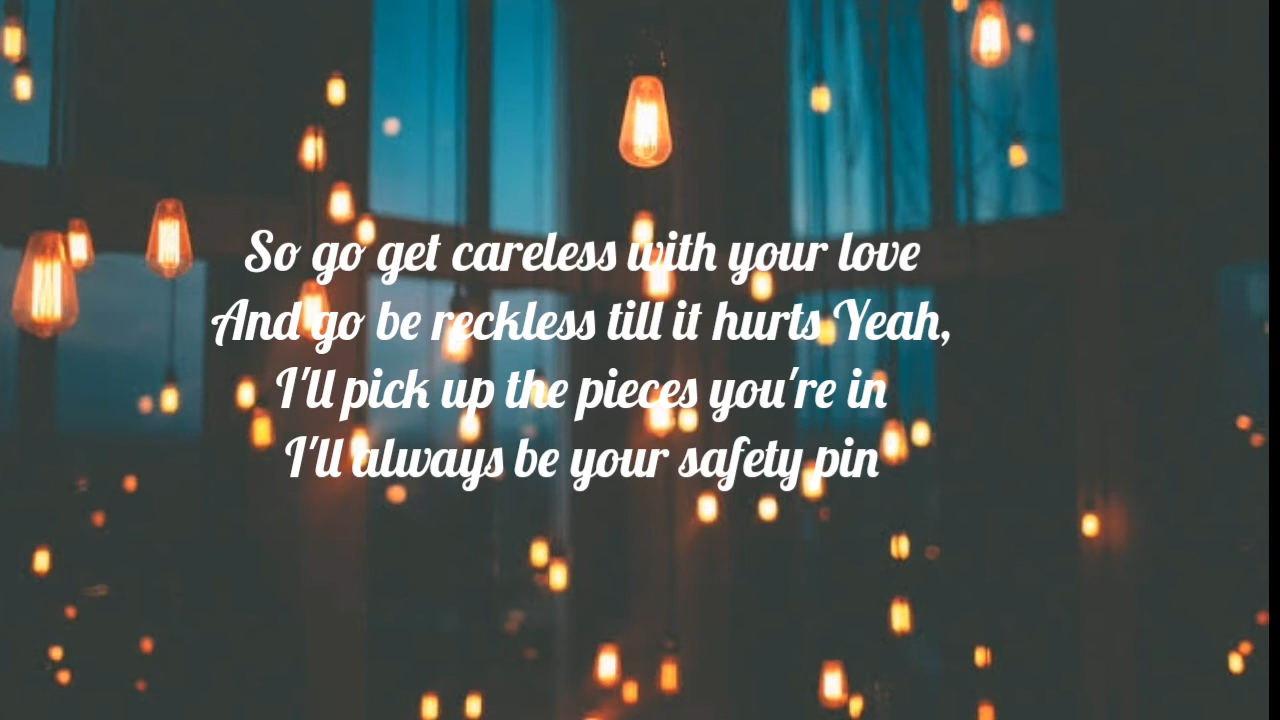 So go get careless with your love
And go be reckless till it hurts Yeah,
I'll pick up the pieces you're in
I'll always be your safety pin